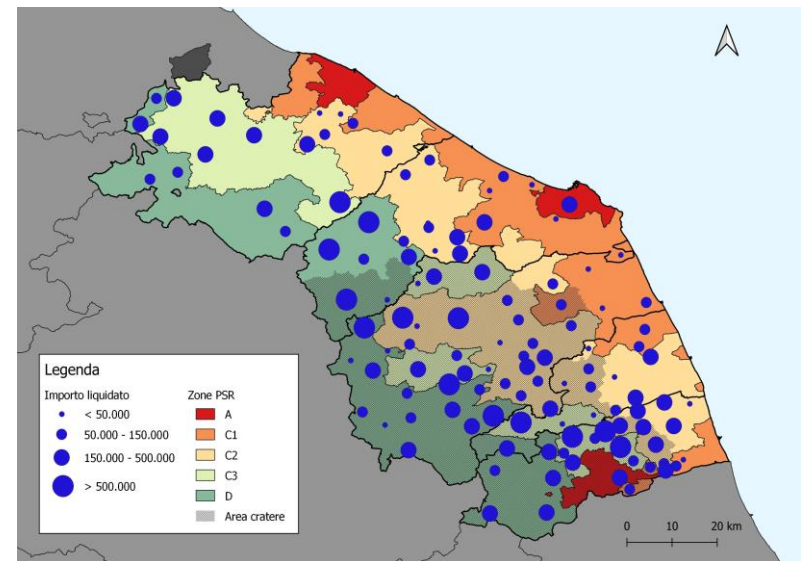 Legenda
Importo liquidato
< 50.000
50.000 - 150.000
150.000 - 500.000
> 500.000
Zone PSR
A
C1
C2
C3
D
Area cratere
0 10 20 km